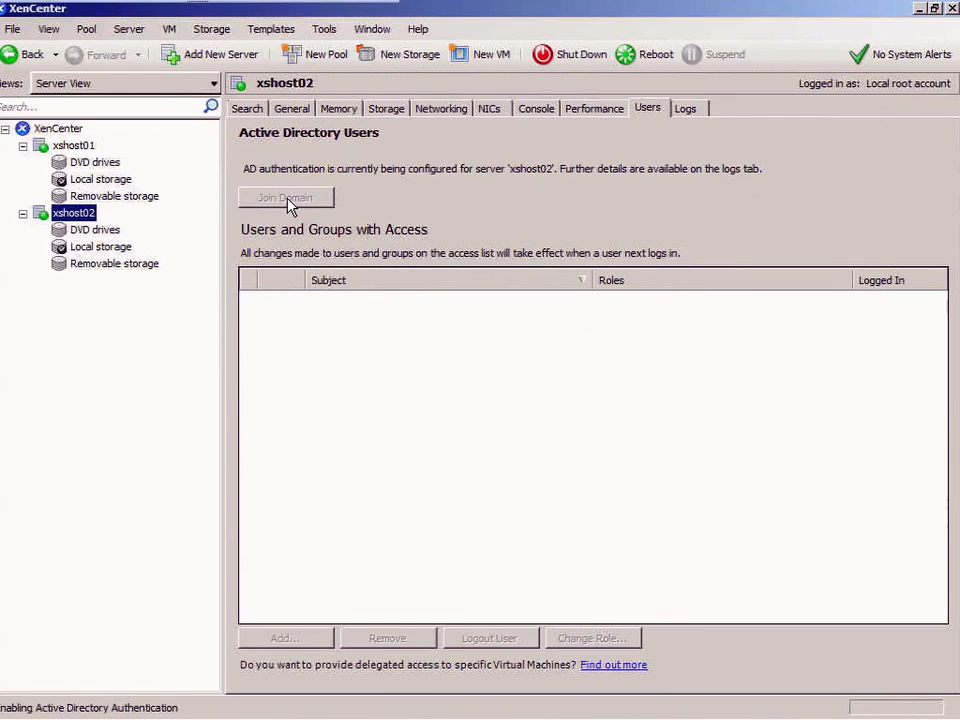 XenCenter
File View Pool Server VM Storage Templates Tools Window Help
Back Forward Add New Server New Pool New Storage New VM Shut Down Reboot Suspend No System Alerts
iews: Server View xshost02 Logged in as: Local root account
Search... Search General Memory Storage Networking NICs Console Performance Users Logs
XenCenter
xshost01
DVD drives
Local storage
Removable storage
xshost02
DVD drives
Local storage
Removable storage
Active Directory Users
AD authentication is currently being configured for server 'xshost02'. Further details are available on the logs tab.
Join Domain
Users and Groups with Access
All changes made to users and groups on the access list will take effect when a user next logs in.
Subject Roles Logged In
Add... Remove Logout User Change Role...
Do you want to provide delegated access to specific Virtual Machines? Find out more
nabling Active Directory Authentication